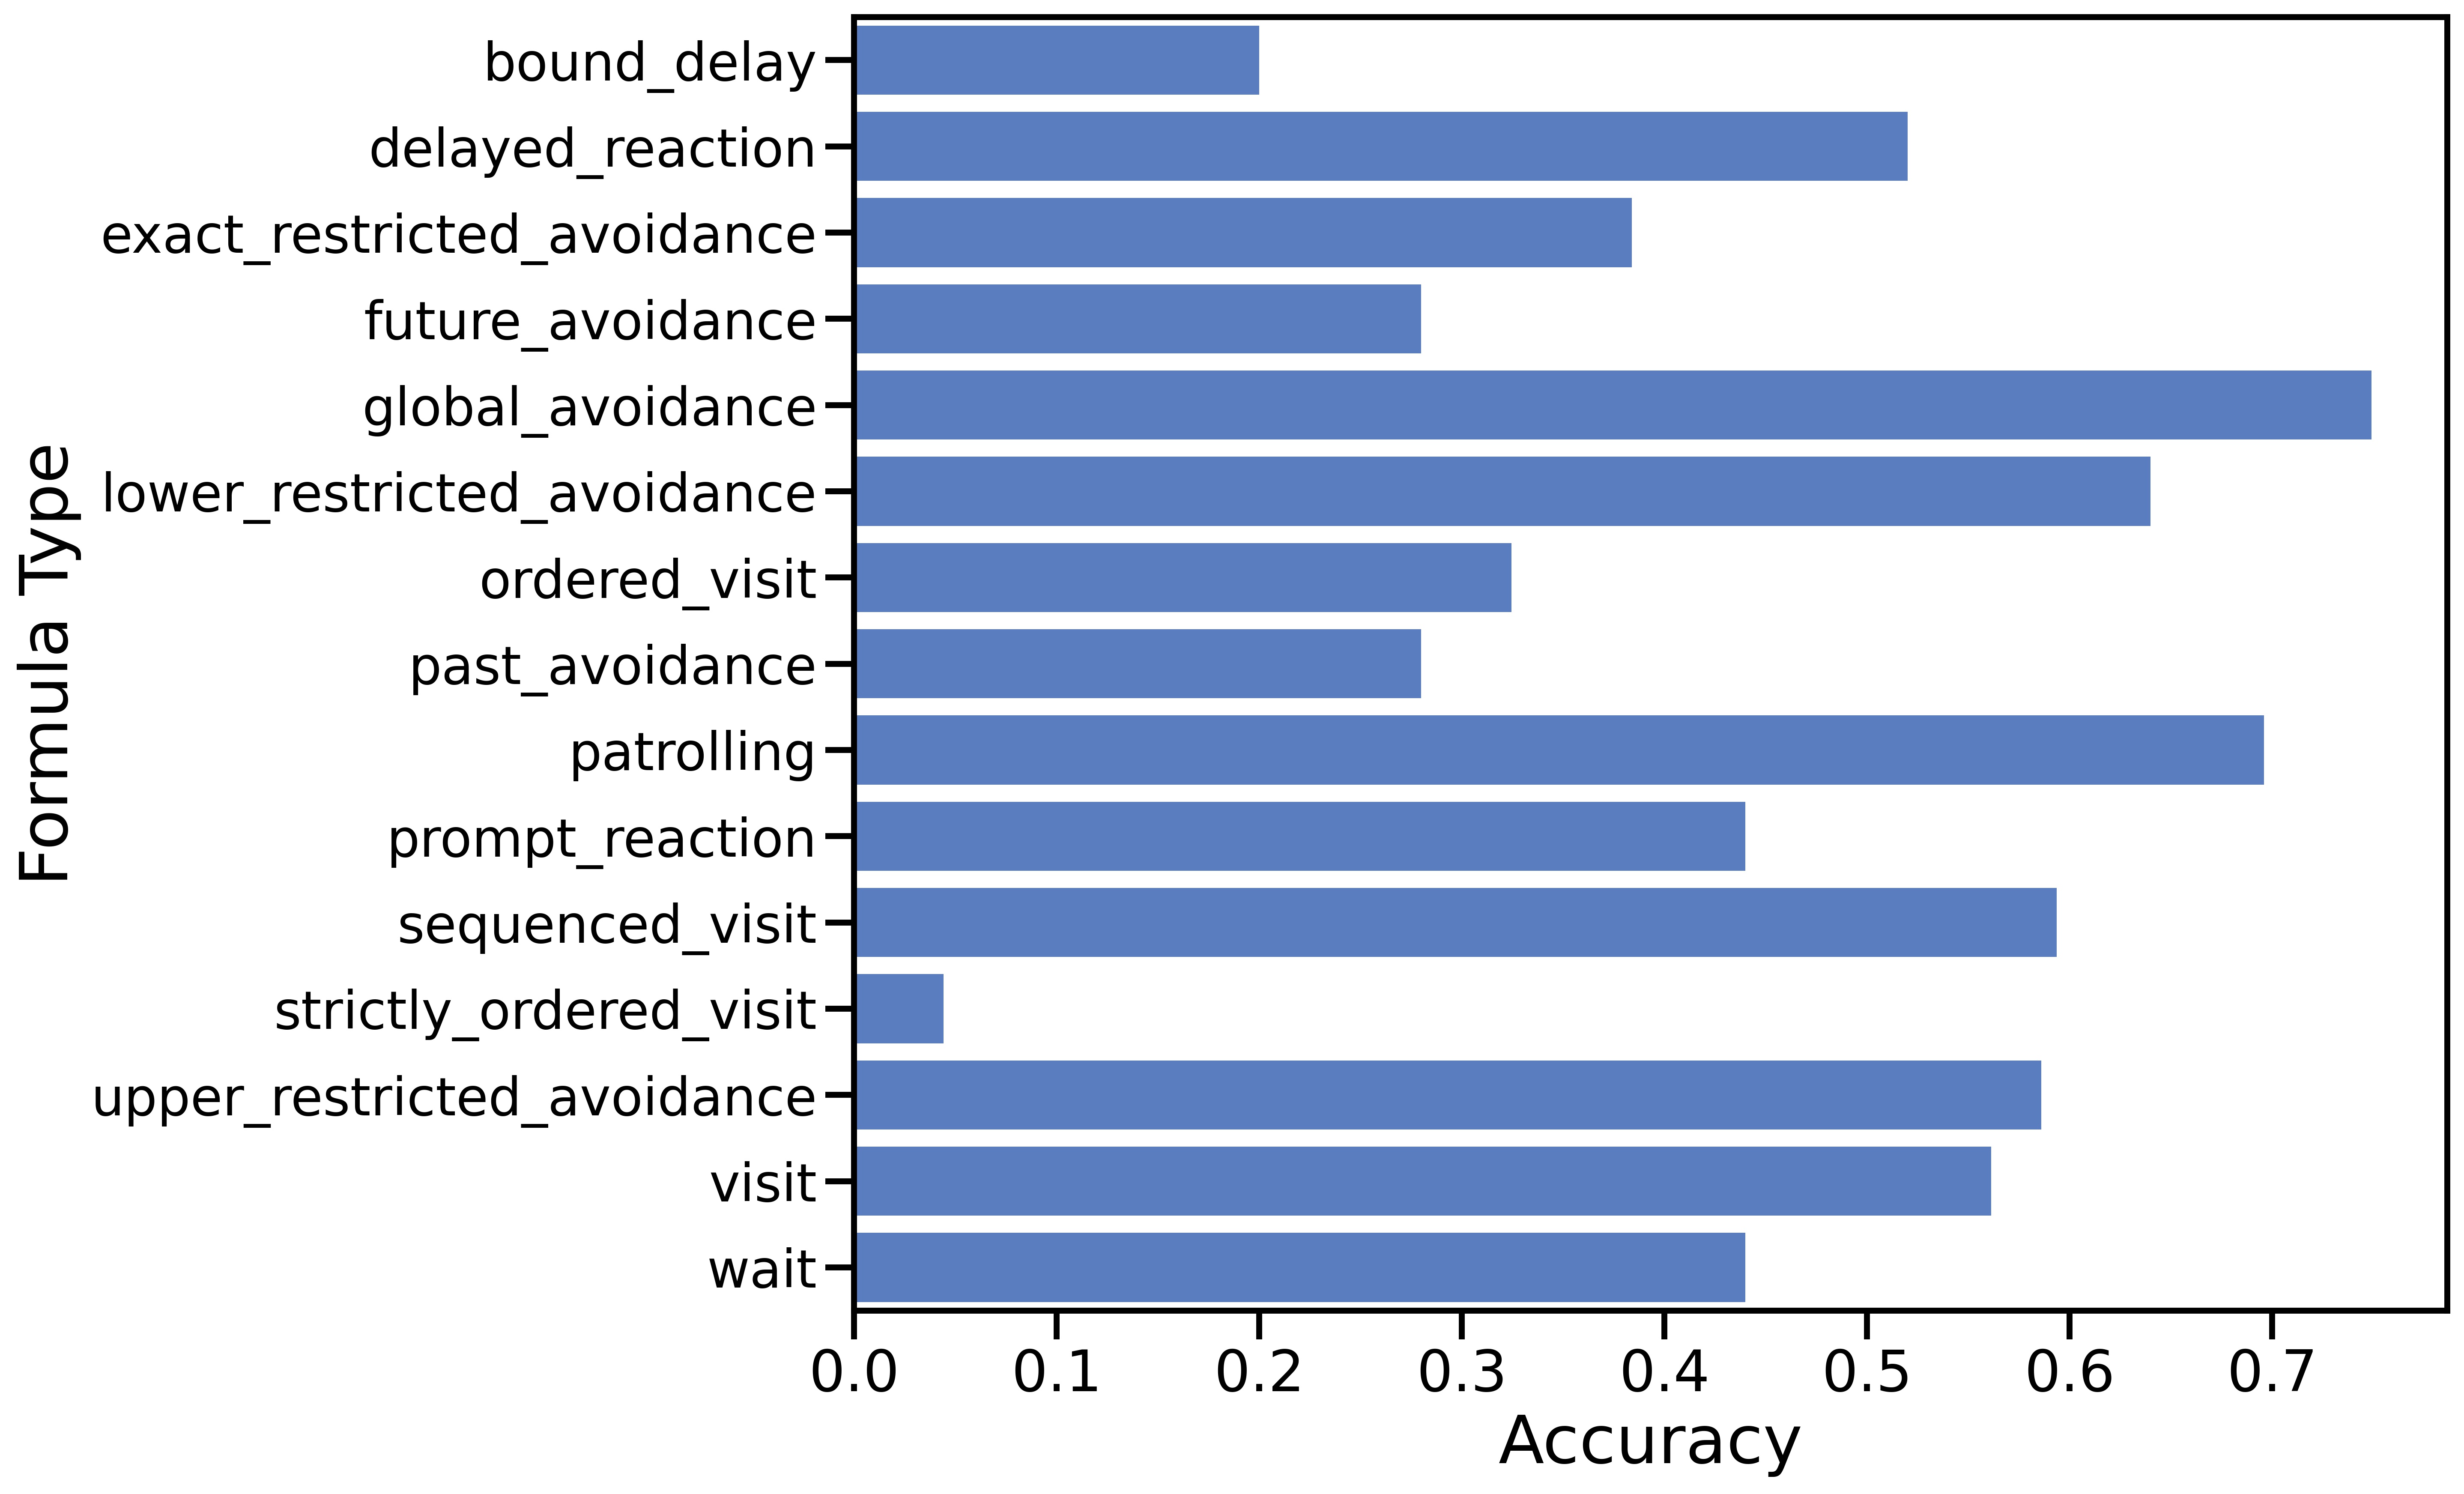 bound_delay
delayed_reaction
exact_restricted_avoidance
future_avoidance
global_avoidance
lower_restricted_avoidance
ordered_visit
past_avoidance
patrolling
prompt_reaction
sequenced_visit
strictly_ordered_visit
upper_restricted_avoidance
visit
wait
Formula Type
0.0 0.1 0.2 0.3 0.4 0.5 0.6 0.7
Accuracy